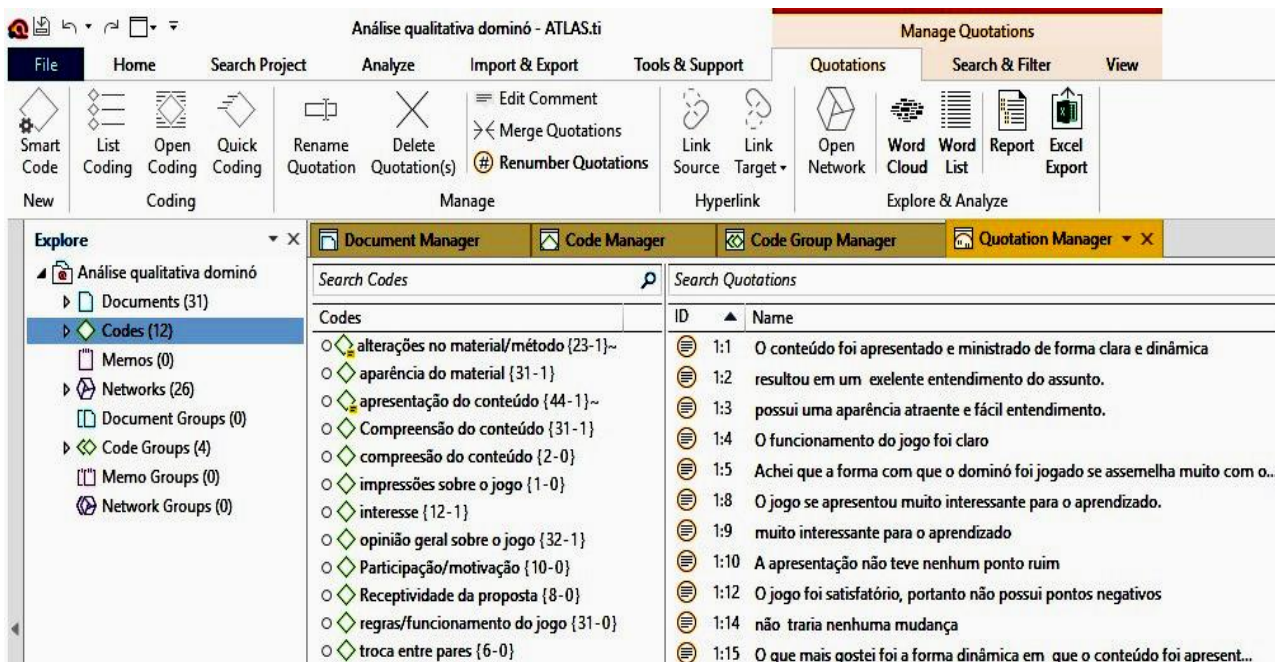 Análise qualitativa dominó - ATLAS.ti
Manage Quotations
File Home Search Project Analyze Import & Export Tools & Support Quotations Search & Filter View
Smart Code
List Coding
Open Coding
Quick Coding
Rename Quotation
Delete Quotation(s)
Edit Comment
Merge Quotations
Renumber Quotations
Link Source
Link Target
Open Network
Word Cloud
Word List
Report
Excel Export
New Coding Manage Hyperlink Explore & Analyze
Explore
Análise qualitativa dominó
Documents (31)
Codes (12)
Memos (0)
Networks (26)
Document Groups (0)
Code Groups (4)
Memo Groups (0)
Network Groups (0)
Document Manager Code Manager Code Group Manager Quotation Manager
Search Codes
Codes
alterações no material/método {23-1}~
aparência do material {31-1}
apresentação do conteúdo {44-1}~
Compreensão do conteúdo {31-1}
compreesão do conteúdo {2-0}
impressões sobre o jogo {1-0}
interesse {12-1}
opinião geral sobre o jogo {32-1}
Participação/motivação {10-0}
Receptividade da proposta {8-0}
regras/funcionamento do jogo {31-0}
troca entre pares {6-0}
Search Quotations
ID Name
1:1 O conteúdo foi apresentado e ministrado de forma clara e dinâmica
1:2 resultou em um exelente entendimento do assunto.
1:3 possui uma aparência atraente e fácil entendimento.
1:4 O funcionamento do jogo foi claro
1:5 Achei que a forma com que o dominó foi jogado se assemelha muito com o...
1:8 O jogo se apresentou muito interessante para o aprendizado.
1:9 muito interessante para o aprendizado
1:10 A apresentação não teve nenhum ponto ruim
1:12 O jogo foi satisfatório, portanto não possui pontos negativos
1:14 não traria nenhuma mudança
1:15 O que mais gostei foi a forma dinâmica em que o conteúdo foi apresent...